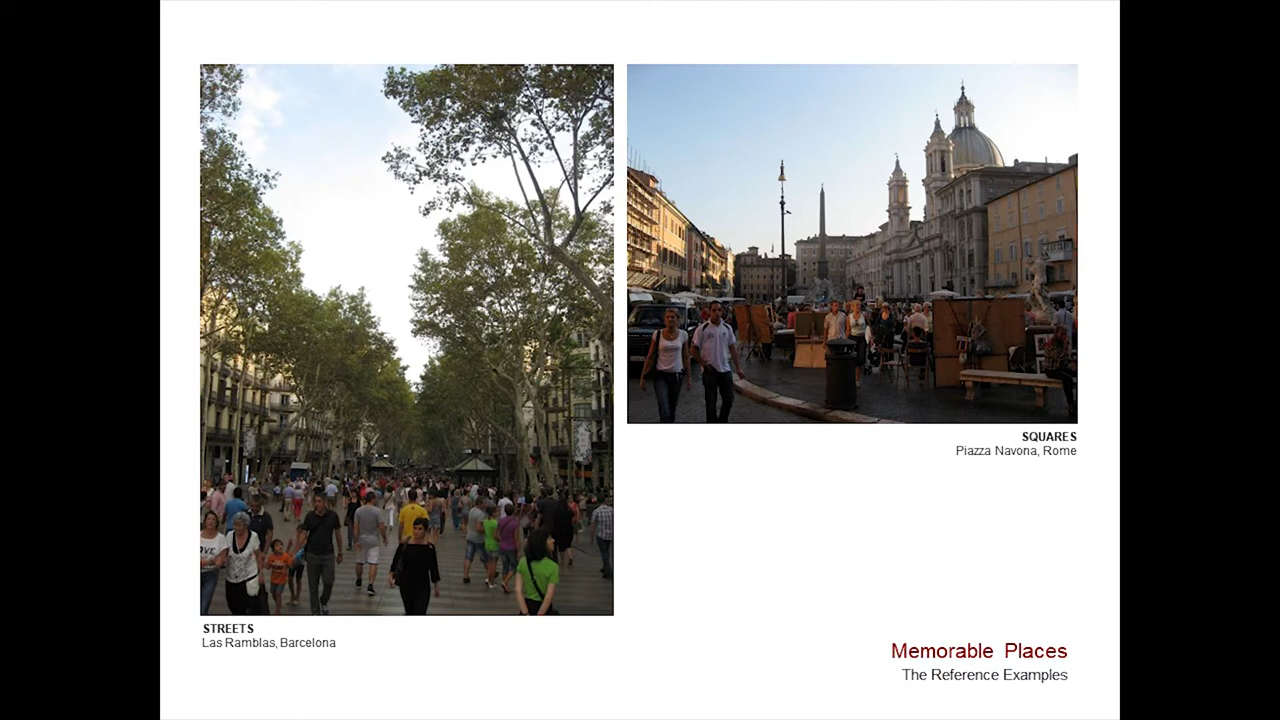 SQUARES
Piazza Navona, Rome
STREETS
Las Ramblas, Barcelona
Memorable Places
The Reference Examples